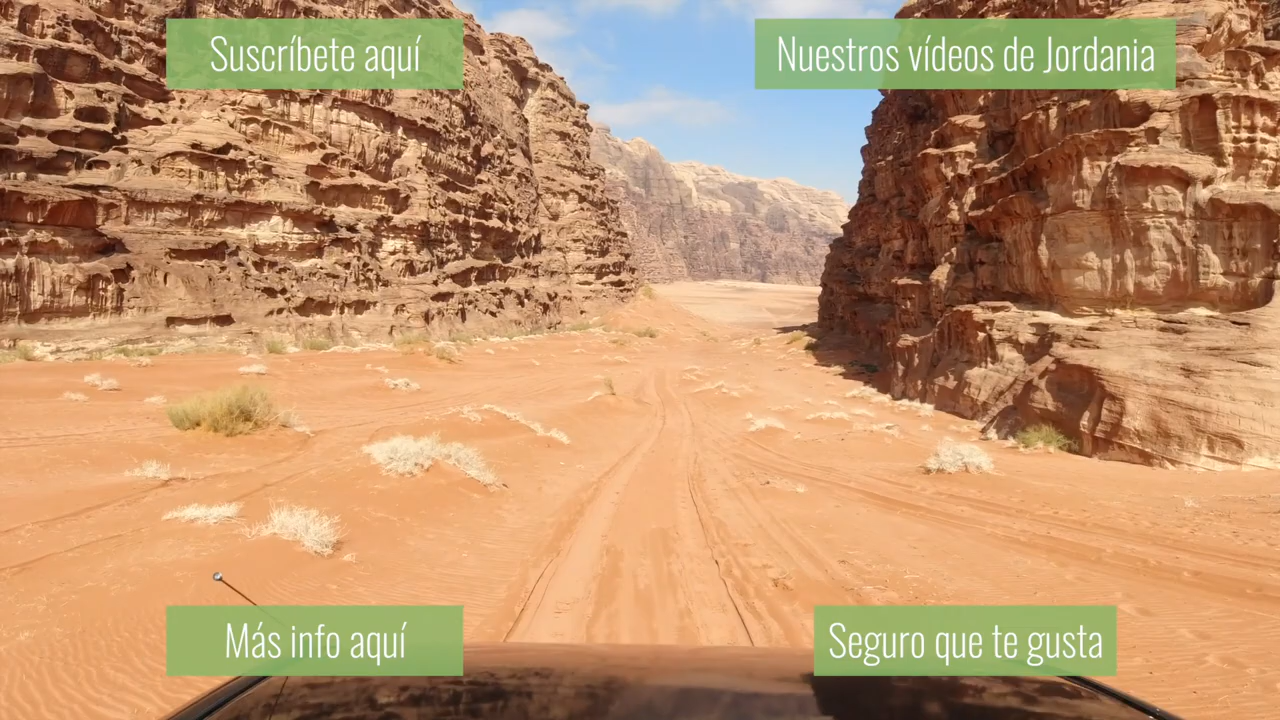 Suscríbete aquí
Nuestros vídeos de Jordania
Más info aquí
Seguro que te gusta